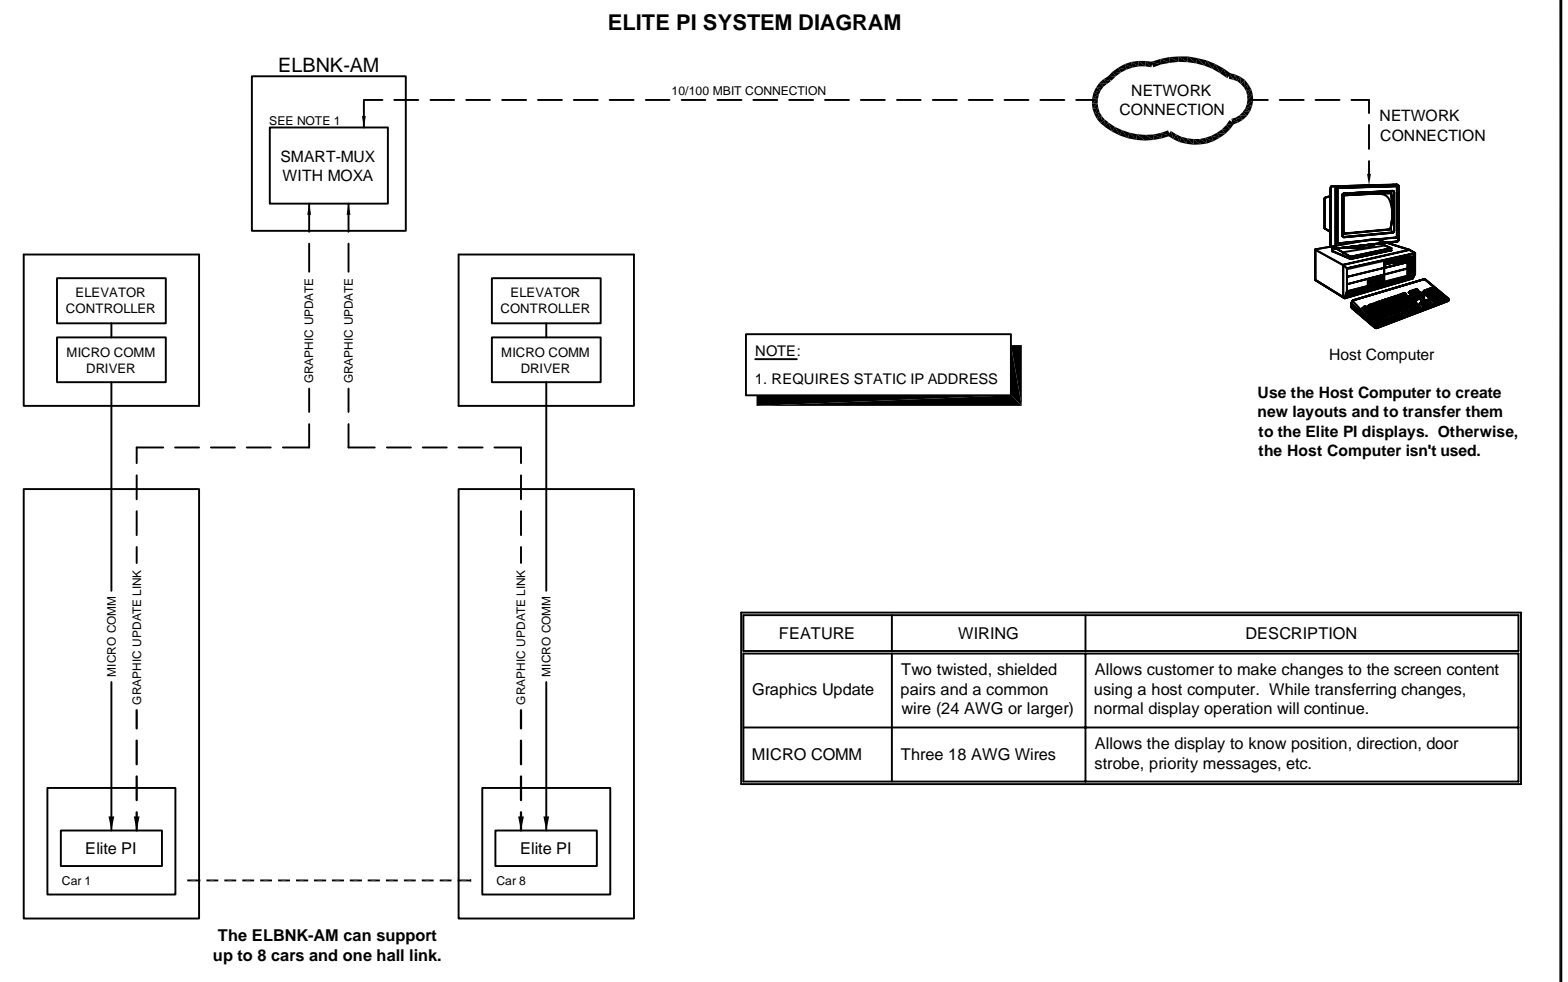 ELITE PI SYSTEM DIAGRAM
ELBNK-AM
SEE NOTE 1
SMART-MUX
WITH MOXA
10/100 MBIT CONNECTION
NETWORK
CONNECTION
NETWORK
CONNECTION
Host Computer
Use the Host Computer to create
new layouts and to transfer them
to the Elite PI displays. Otherwise,
the Host Computer isn't used.
ELEVATOR
CONTROLLER
MICRO COMM
DRIVER
GRAPHIC UPDATE
GRAPHIC UPDATE
ELEVATOR
CONTROLLER
MICRO COMM
DRIVER
NOTE:
1. REQUIRES STATIC IP ADDRESS
MICRO COMM
GRAPHIC UPDATE LINK
GRAPHIC UPDATE LINK
MICRO COMM
Elite PI
Car 1
Elite PI
Car 8
The ELBNK-AM can support
up to 8 cars and one hall link.
FEATURE
WIRING
DESCRIPTION
Graphics Update
Two twisted, shielded
pairs and a common
wire (24 AWG or larger)
Allows customer to make changes to the screen content
using a host computer. While transferring changes,
normal display operation will continue.
MICRO COMM
Three 18 AWG Wires
Allows the display to know position, direction, door
strobe, priority messages, etc.